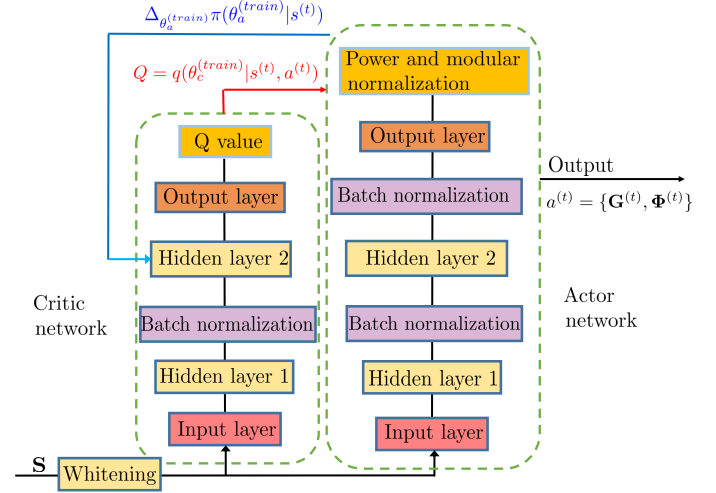 Δ_{θ_a^{(train)}} π(θ_a^{(train)}|s^{(t)})
Q = q(θ_c^{(train)}|s^{(t)}, a^{(t)})
Q value
Output layer
Hidden layer 2
Batch normalization
Hidden layer 1
Input layer
Critic
network
Power and modular
normalization
Output layer
Batch normalization
Hidden layer 2
Batch normalization
Hidden layer 1
Input layer
Output
a^{(t)} = {G^{(t)}, Φ^{(t)}}
Actor
network
S
Whitening